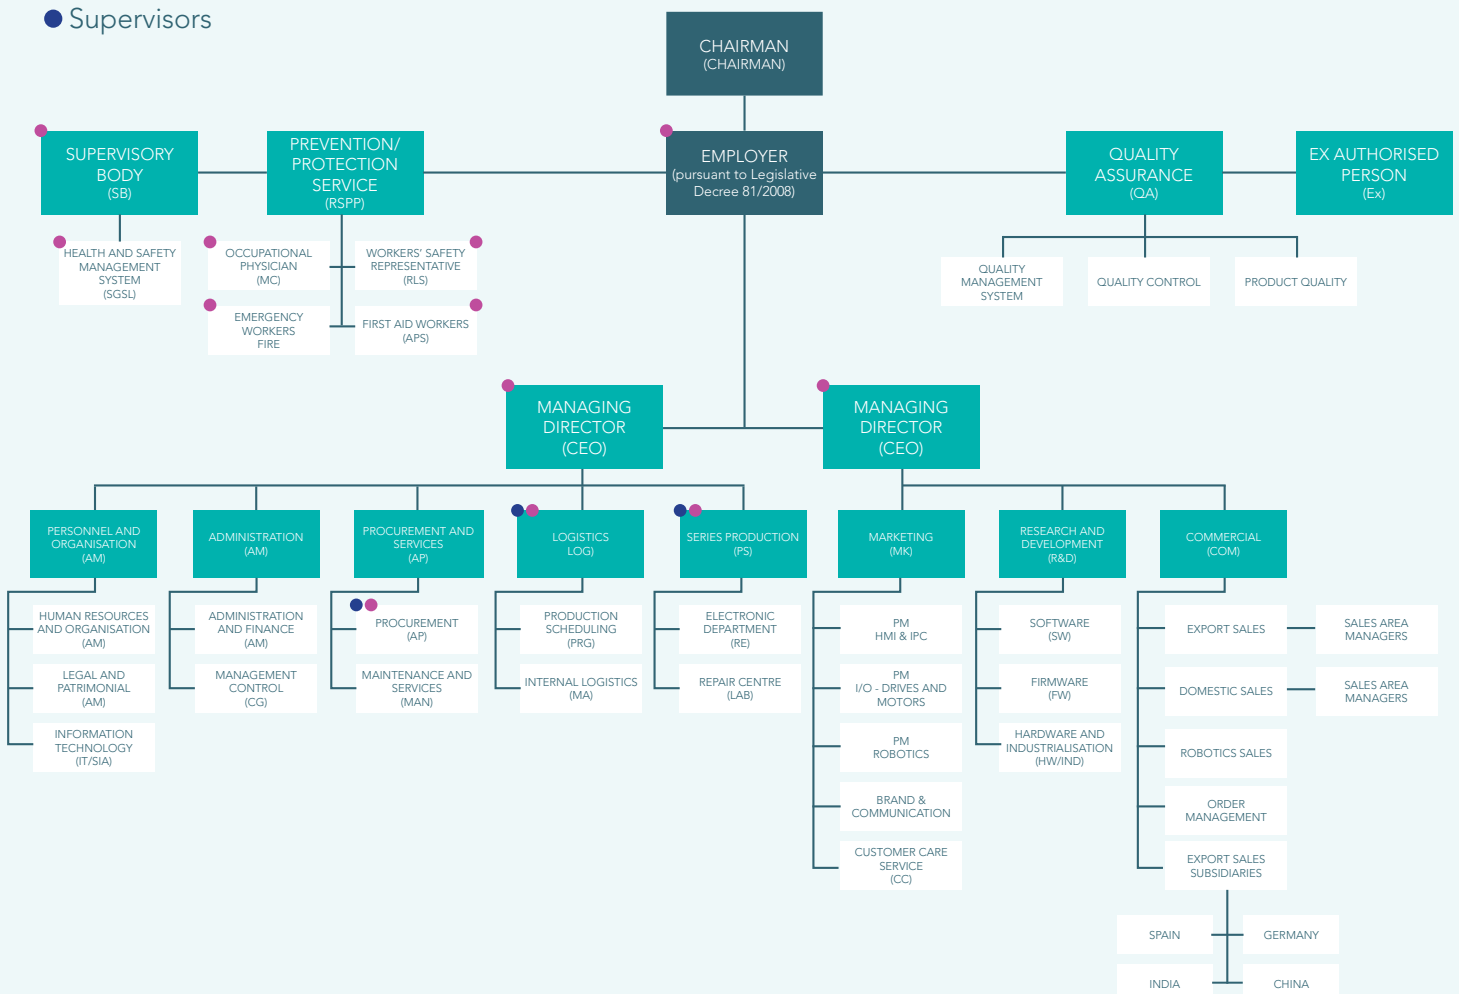 Supervisors
CHAIRMAN
(CHAIRMAN)
SUPERVISORY
BODY
(SB)
PREVENTION/
PROTECTION
SERVICE
(RSPP)
EMPLOYER
(pursuant to Legislative
Decree 81/2008)
QUALITY
ASSURANCE
(QA)
EX AUTHORISED
PERSON
(Ex)
HEALTH AND SAFETY
MANAGEMENT
SYSTEM
(SGSL)
OCCUPATIONAL
PHYSICIAN
(MC)
WORKERS' SAFETY
REPRESENTATIVE
(RLS)
EMERGENCY
WORKERS
FIRE
FIRST AID WORKERS
(APS)
QUALITY
MANAGEMENT
SYSTEM
QUALITY CONTROL
PRODUCT QUALITY
MANAGING
DIRECTOR
(CEO)
MANAGING
DIRECTOR
(CEO)
PERSONNEL AND
ORGANISATION
(AM)
ADMINISTRATION
(AM)
PROCUREMENT AND
SERVICES
(AP)
LOGISTICS
LOG)
SERIES PRODUCTION
(PS)
MARKETING
(MK)
RESEARCH AND
DEVELOPMENT
(R&D)
COMMERCIAL
(COM)
HUMAN RESOURCES
AND ORGANISATION
(AM)
LEGAL AND
PATRIMONIAL
(AM)
INFORMATION
TECHNOLOGY
(IT/SIA)
ADMINISTRATION
AND FINANCE
(AM)
MANAGEMENT
CONTROL
(CG)
PROCUREMENT
(AP)
MAINTENANCE AND
SERVICES
(MAN)
PRODUCTION
SCHEDULING
(PRG)
INTERNAL LOGISTICS
(MA)
ELECTRONIC
DEPARTMENT
(RE)
REPAIR CENTRE
(LAB)
PM
HMI & IPC
PM
I/O - DRIVES AND
MOTORS
PM
ROBOTICS
BRAND &
COMMUNICATION
CUSTOMER CARE
SERVICE
(CC)
SOFTWARE
(SW)
FIRMWARE
(FW)
HARDWARE AND
INDUSTRIALISATION
(HW/IND)
EXPORT SALES
SALES AREA
MANAGERS
DOMESTIC SALES
SALES AREA
MANAGERS
ROBOTICS SALES
ORDER
MANAGEMENT
EXPORT SALES
SUBSIDIARIES
SPAIN
GERMANY
INDIA
CHINA